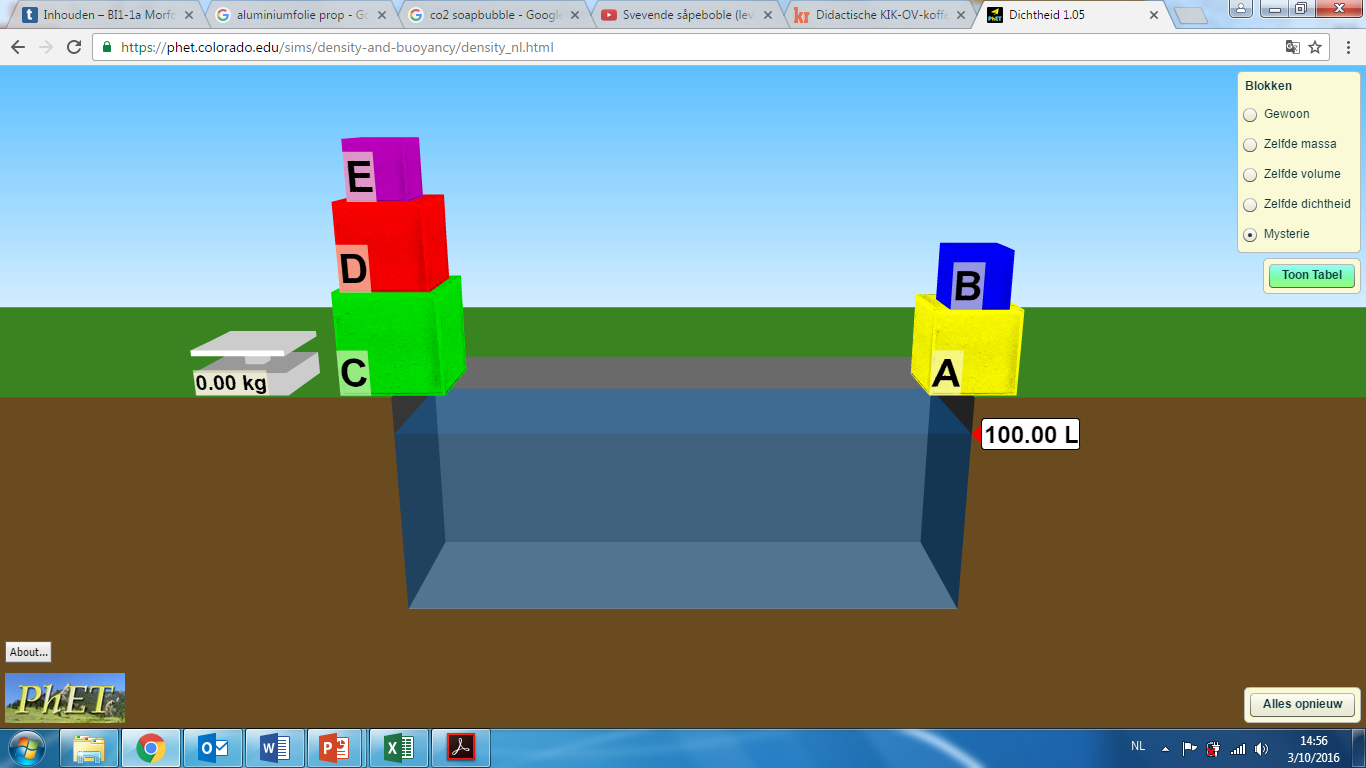 Inhouden – BI1-1a Morfo
aluminiumfolie prop - Go
co2 soapbubble - Google
Svevende såpeboble (lev
Didactische KIK-OV-koffe
Dichtheid 1.05
https://phet.colorado.edu/sims/density-and-buoyancy/density_nl.html
Blokken
Gewoon
Zelfde massa
Zelfde volume
Zelfde dichtheid
Mysterie
Toon Tabel
E
D
B
C
A
0.00 kg
100.00 L
About...
PhET
Alles opnieuw
NL
14:56
3/10/2016